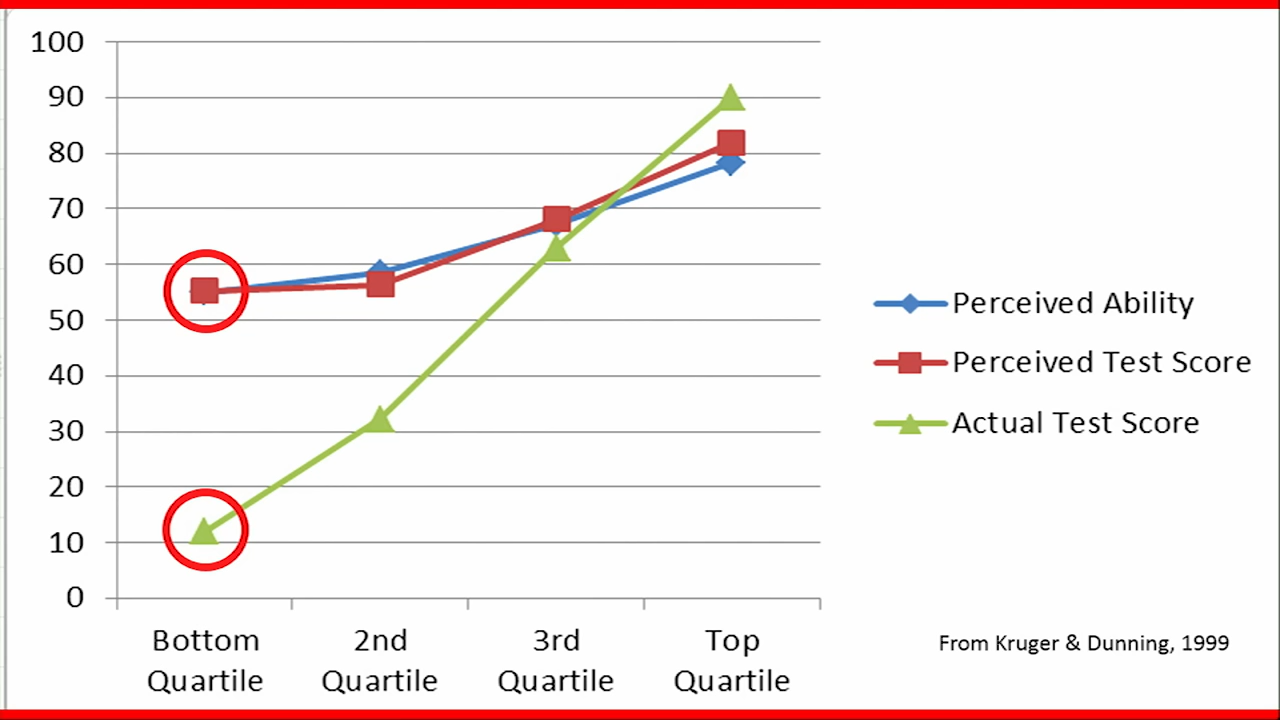 100
90
80
70
60
50
40
30
20
10
0
Bottom Quartile
2nd Quartile
3rd Quartile
Top Quartile
Perceived Ability
Perceived Test Score
Actual Test Score
From Kruger & Dunning, 1999